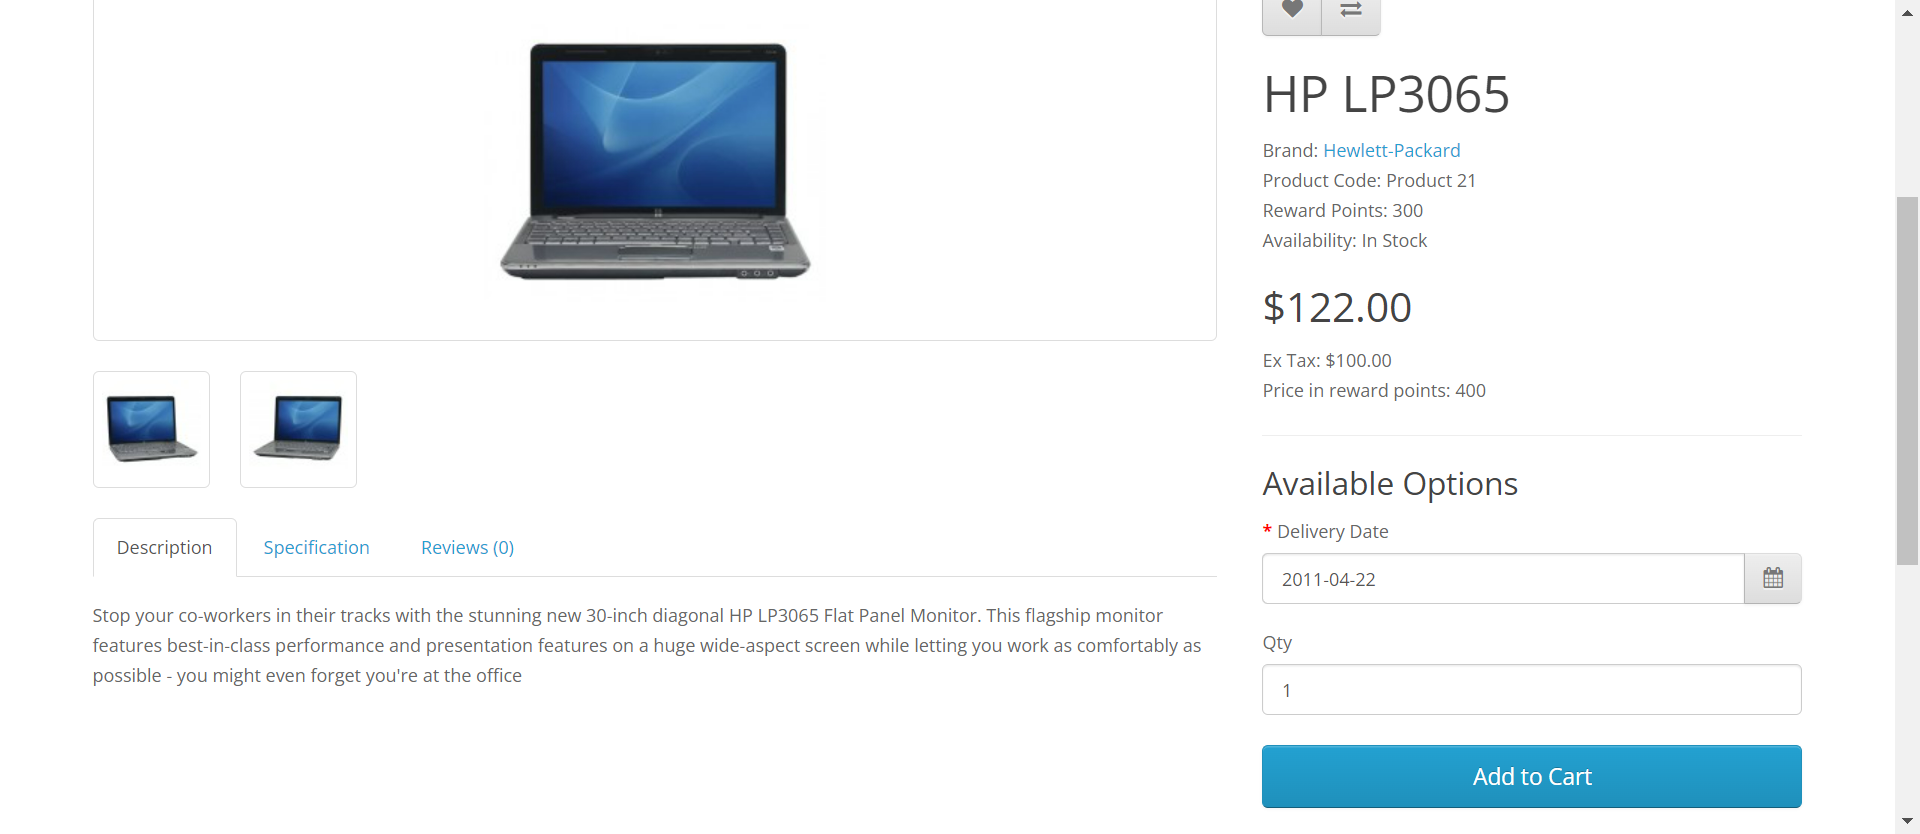 HP LP3065
Brand: Hewlett-Packard
Product Code: Product 21
Reward Points: 300
Availability: In Stock
$122.00
Ex Tax: $100.00
Price in reward points: 400
Available Options
* Delivery Date
2011-04-22
Qty
1
Add to Cart
Description
Specification
Reviews (0)
Stop your co-workers in their tracks with the stunning new 30-inch diagonal HP LP3065 Flat Panel Monitor. This flagship monitor
features best-in-class performance and presentation features on a huge wide-aspect screen while letting you work as comfortably as
possible - you might even forget you're at the office